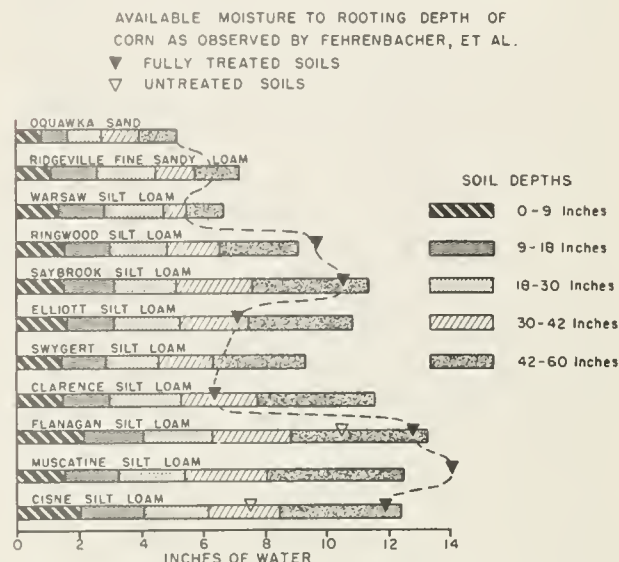 AVAILABLE MOISTURE TO ROOTING DEPTH OF
CORN AS OBSERVED BY FEHRENBACHER, ET AL.
FULLY TREATED SOILS
UNTREATED SOILS
OQUAWKA SAND
RIDGEVILLE FINE SANDY LOAM
WARSAW SILT LOAM
RINGWOOD SILT LOAM
SAYBROOK SILT LOAM
ELLIOTT SILT LOAM
SWYGERT SILT LOAM
CLARENCE SILT LOAM
FLANAGAN SILT LOAM
MUSCATINE SILT LOAM
CISNE SILT LOAM
0 2 4 6 8 10 12 14
INCHES OF WATER
SOIL DEPTHS
0-9 Inches
9-18 Inches
18-30 Inches
30-42 Inches
42-60 Inches